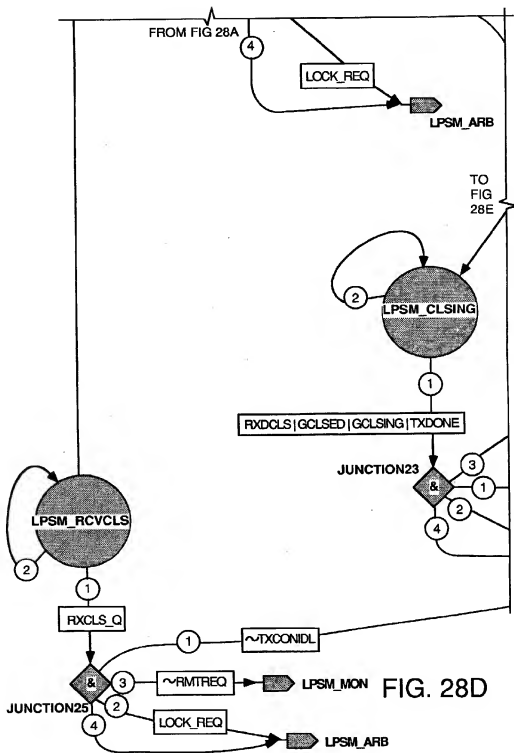 FROM FIG 28A
4
LOCK_REQ
LPSM_ARB
TO
FIG
28E
2
LPSM_CLSING
1
RXDCLS|GCLSED|GCLSING|TXDONE
JUNCTION23
&
3
1
2
4
LPSM_RCVCLS
2
1
RXCLS_Q
1
~TXCONIDL
&
3
~RMTREQ
LPSM_MON
FIG. 28D
JUNCTION25
2
4
LOCK_REQ
LPSM_ARB